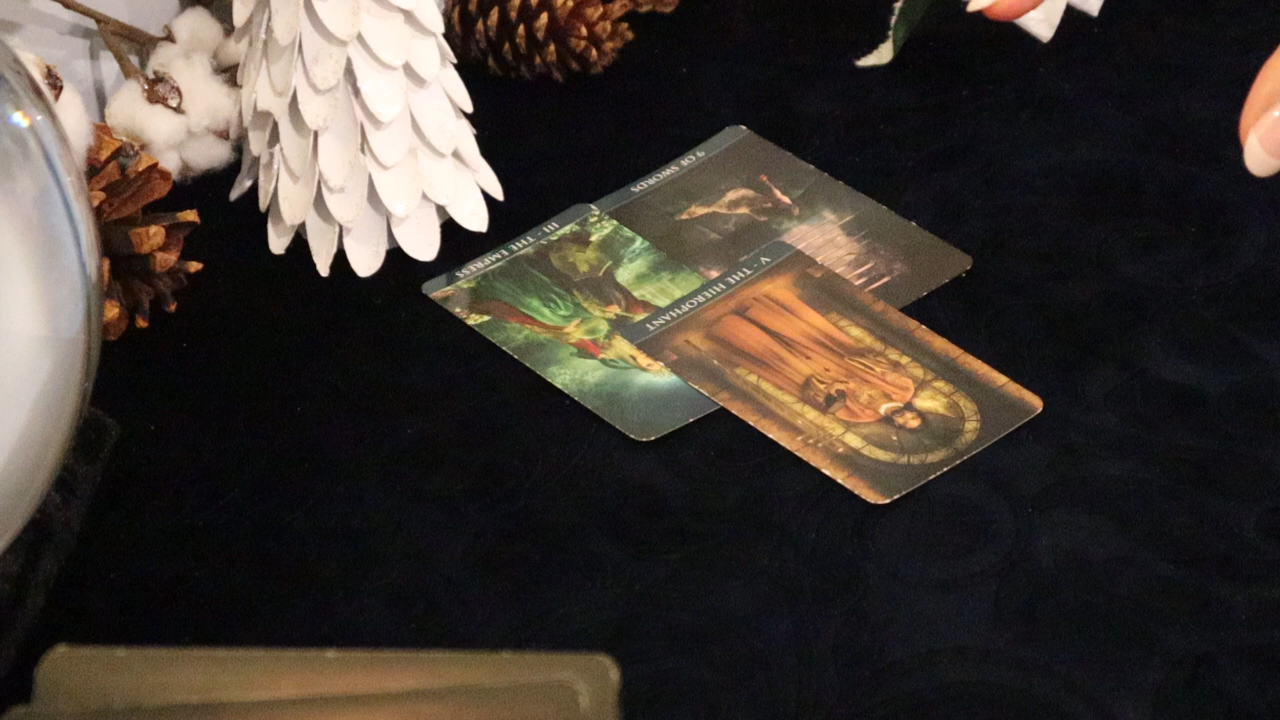 9 OF SWORDS
III · THE EMPRESS
V · THE HIEROPHANT